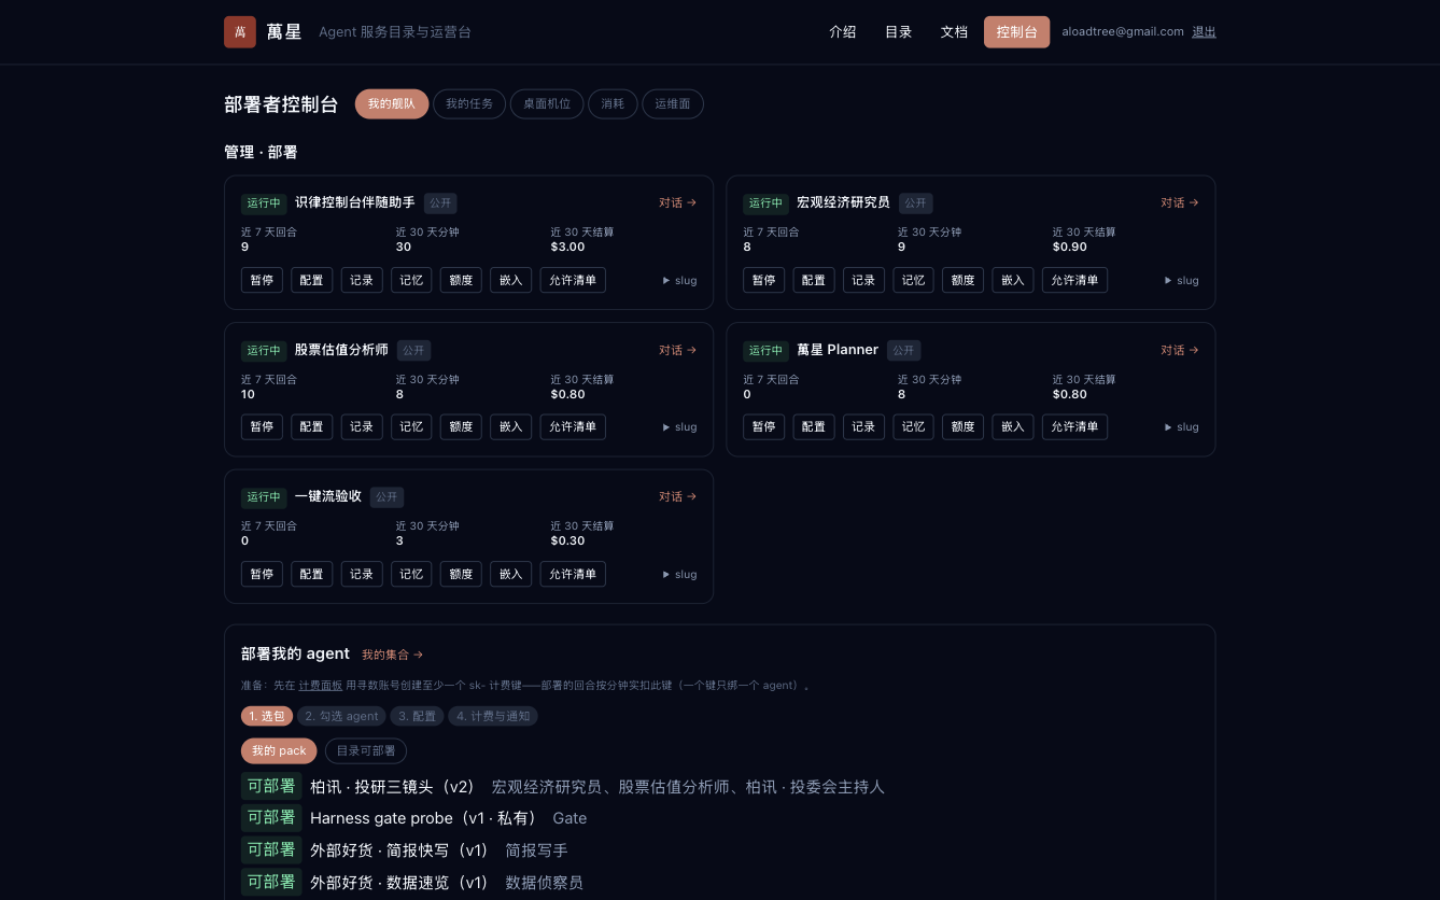 萬 萬星 Agent 服务目录与运营台 介绍 目录 文档 控制台 aloadtree@gmail.com 退出
部署者控制台 我的舰队 我的任务 桌面机位 消耗 运维面
管理 · 部署
运行中 识律控制台伴随助手 公开 对话 →
近 7 天回合 近 30 天分钟 近 30 天结算
9 30 $3.00
暂停 配置 记录 记忆 额度 嵌入 允许清单 ▶ slug
运行中 宏观经济研究员 公开 对话 →
近 7 天回合 近 30 天分钟 近 30 天结算
8 9 $0.90
暂停 配置 记录 记忆 额度 嵌入 允许清单 ▶ slug
运行中 股票估值分析师 公开 对话 →
近 7 天回合 近 30 天分钟 近 30 天结算
10 8 $0.80
暂停 配置 记录 记忆 额度 嵌入 允许清单 ▶ slug
运行中 萬星 Planner 公开 对话 →
近 7 天回合 近 30 天分钟 近 30 天结算
0 8 $0.80
暂停 配置 记录 记忆 额度 嵌入 允许清单 ▶ slug
运行中 一键流验收 公开 对话 →
近 7 天回合 近 30 天分钟 近 30 天结算
0 3 $0.30
暂停 配置 记录 记忆 额度 嵌入 允许清单 ▶ slug
部署我的 agent 我的集合 →
准备：先在 计费面板 用寻数账号创建至少一个 sk- 计费键——部署的回合按分钟实扣此键（一个键只绑一个 agent）。
1. 选包 2. 勾选 agent 3. 配置 4. 计费与通知
我的 pack 目录可部署
可部署 柏讯 · 投研三镜头（v2） 宏观经济研究员、股票估值分析师、柏讯 · 投委会主持人
可部署 Harness gate probe（v1 · 私有） Gate
可部署 外部好货 · 简报快写（v1） 简报写手
可部署 外部好货 · 数据速览（v1） 数据侦察员